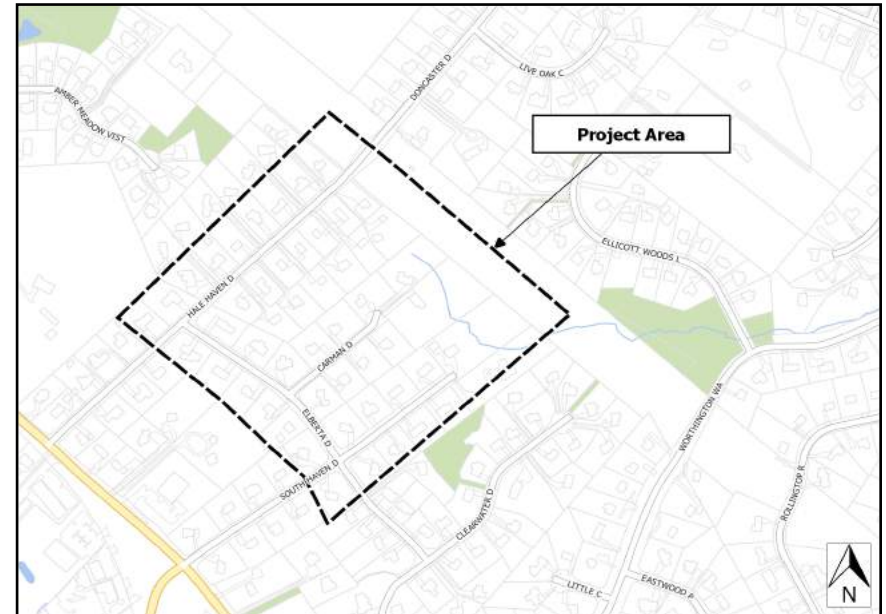 DONCASTER D
LIVE OAK C
AMBER MEADOW VIST
Project Area
ELLICOTT WOODS L
HALE HAVEN D
CARMAN D
ELBERTA D
SOUTH HAVEN D
WORTHINGTON WA
CLEARWATER D
ROLLINGTOP R
LITTLE C
EASTWOOD A
N